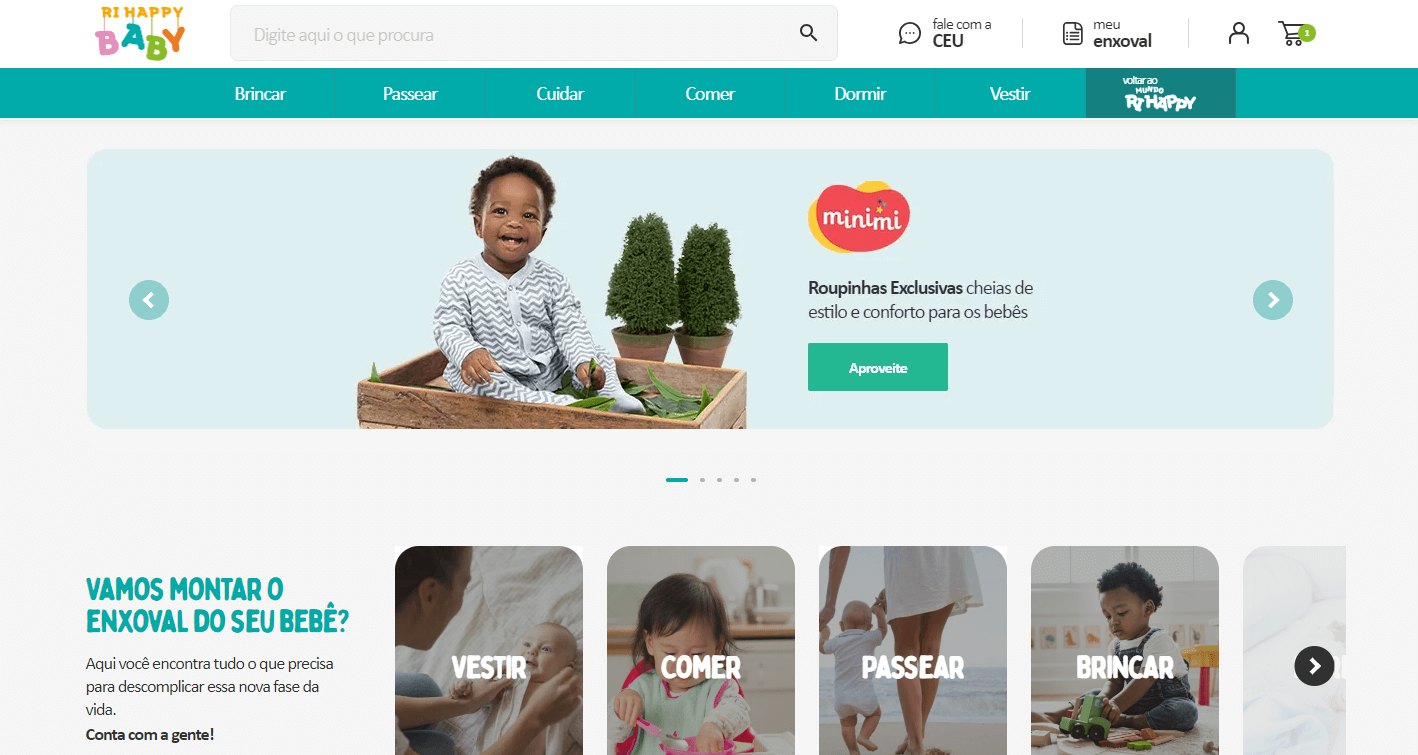 RI HAPPY
BABY
Digite aqui o que procura
fale com a
CEU
meu
enxoval
1
Brincar
Passear
Cuidar
Comer
Dormir
Vestir
voltar ao
MUNDO
Ri HAPPY
minimi
Roupinhas Exclusivas cheias de
estilo e conforto para os bebês
Aproveite
VAMOS MONTAR O
ENXOVAL DO SEU BEBÊ?
Aqui você encontra tudo o que precisa
para descomplicar essa nova fase da
vida.
Conta com a gente!
VESTIR
COMER
PASSEAR
BRINCAR